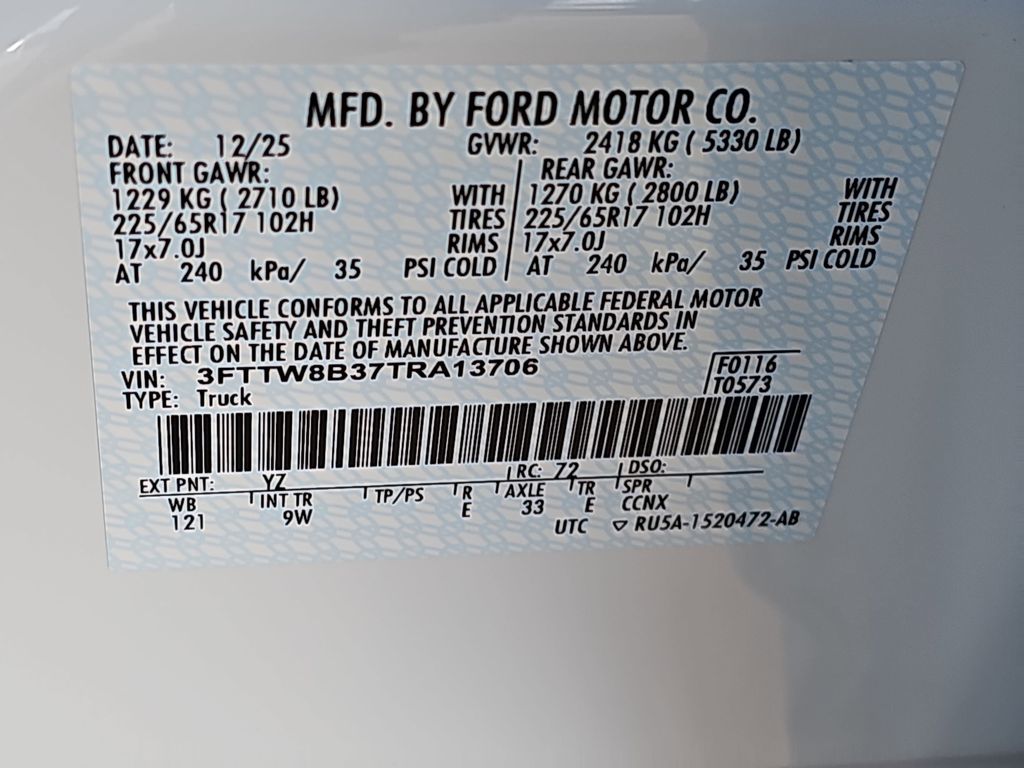 MFD. BY FORD MOTOR CO.
DATE: 12/25 GVWR: 2418 KG ( 5330 LB)
FRONT GAWR: REAR GAWR:
1229 KG ( 2710 LB) WITH 1270 KG ( 2800 LB) WITH
225/65R17 102H TIRES 225/65R17 102H TIRES
17x7.0J RIMS 17x7.0J RIMS
AT 240 kPa/ 35 PSI COLD AT 240 kPa/ 35 PSI COLD
THIS VEHICLE CONFORMS TO ALL APPLICABLE FEDERAL MOTOR
VEHICLE SAFETY AND THEFT PREVENTION STANDARDS IN
EFFECT ON THE DATE OF MANUFACTURE SHOWN ABOVE.
VIN: 3FTTW8B37TRA13706 F0116
TYPE: Truck T0573
EXT PNT: YZ RC: 72 DSO:
WB INT TR TP/PS R AXLE TR SPR
121 9W E 33 E CCNX
UTC ▽ RU5A-1520472-AB